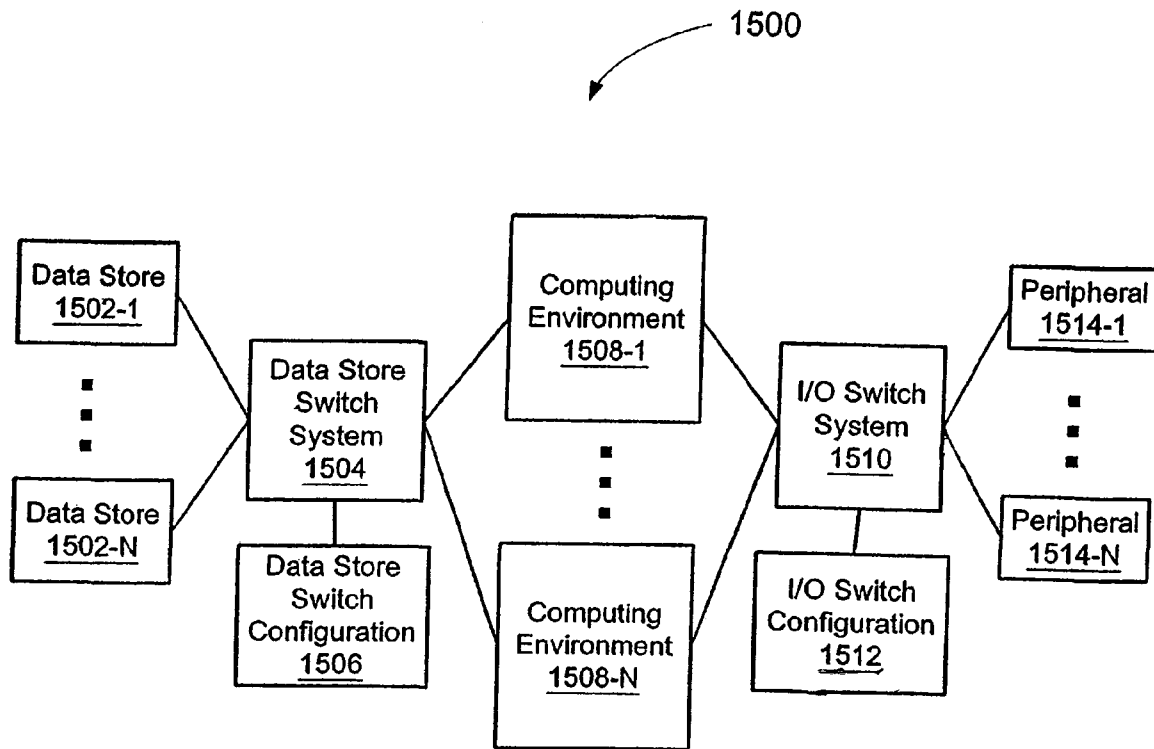 1500
Data Store
1502-1
Data Store
1502-N
Data Store
Switch
System
1504
Data Store
Switch
Configuration
1506
Computing
Environment
1508-1
Computing
Environment
1508-N
I/O Switch
System
1510
I/O Switch
Configuration
1512
Peripheral
1514-1
Peripheral
1514-N